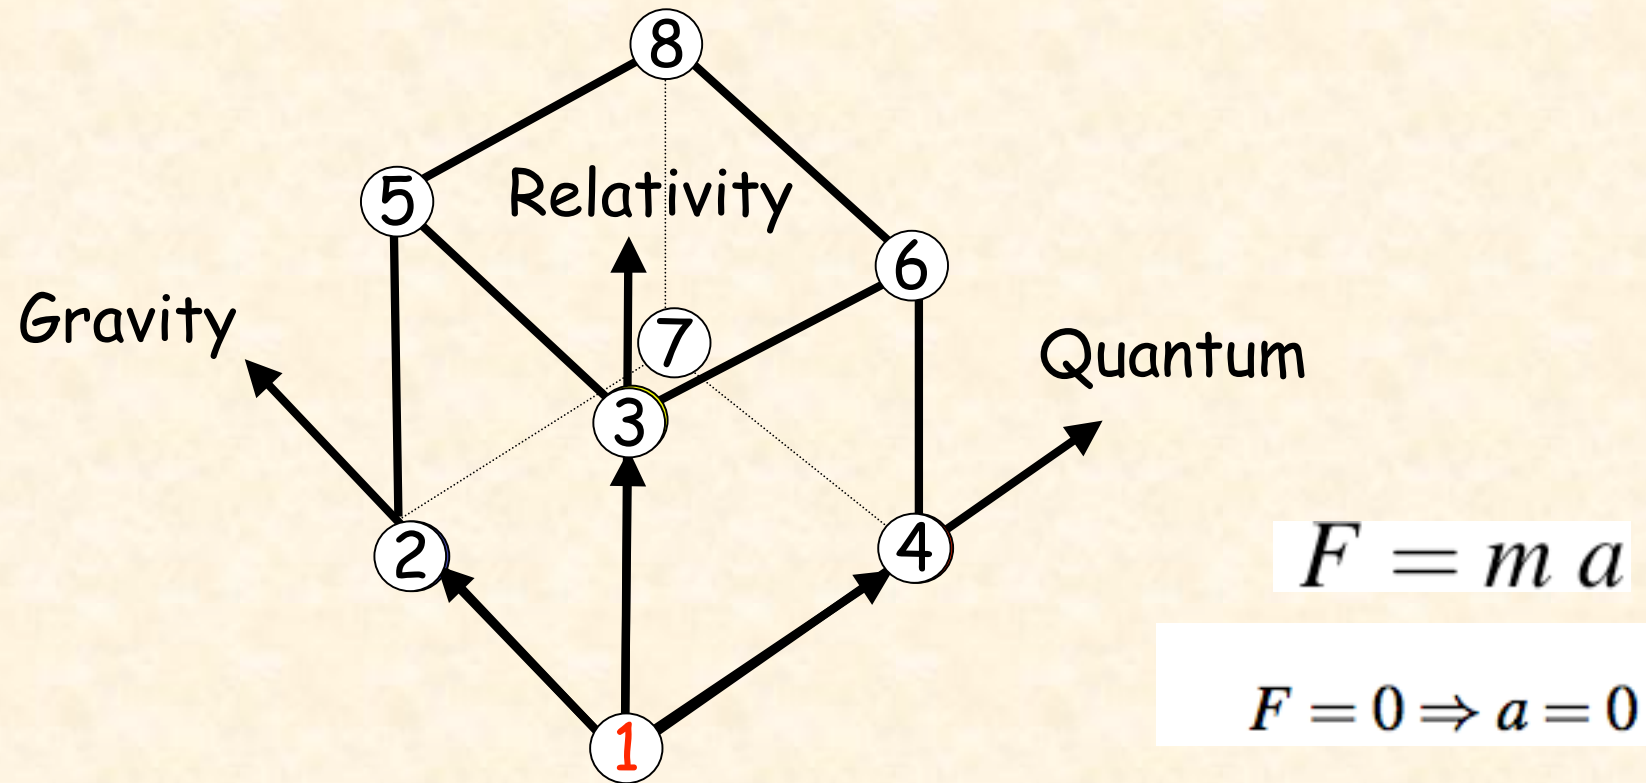 8
Relativity
5
6
Gravity
7
Quantum
3
2
4
F = m a
F = 0 ⇒ a = 0
1